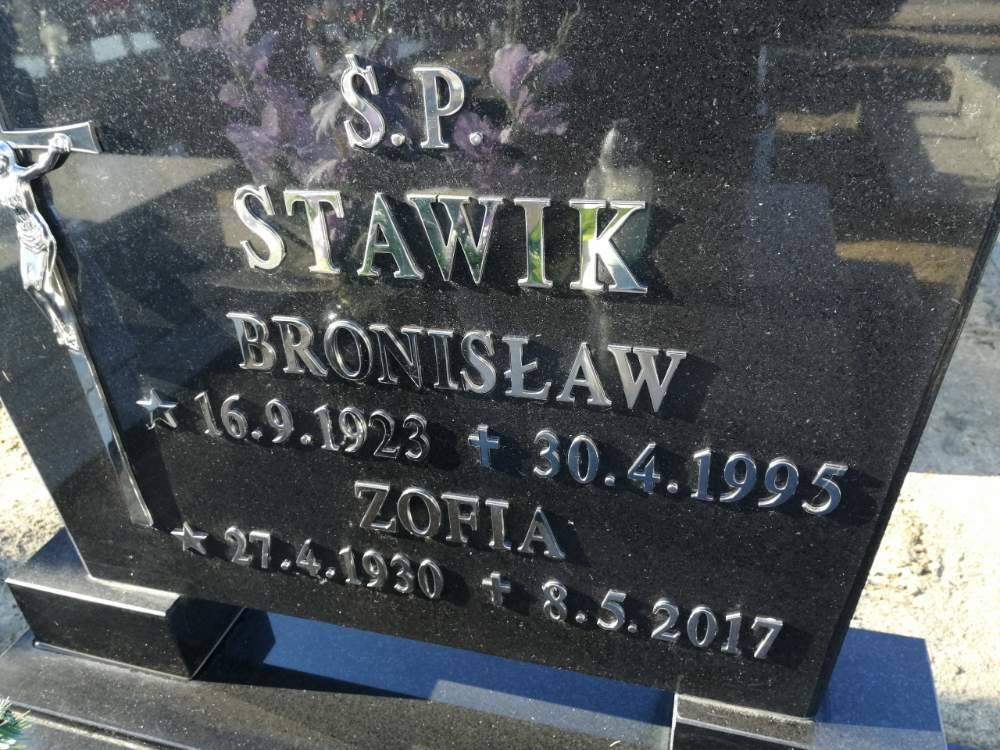 Ś.P.
STAWIK
BRONISŁAW
★ 16.9.1923 ✝ 30.4.1995
ZOFIA
★ 27.4.1930 ✝ 8.5.2017